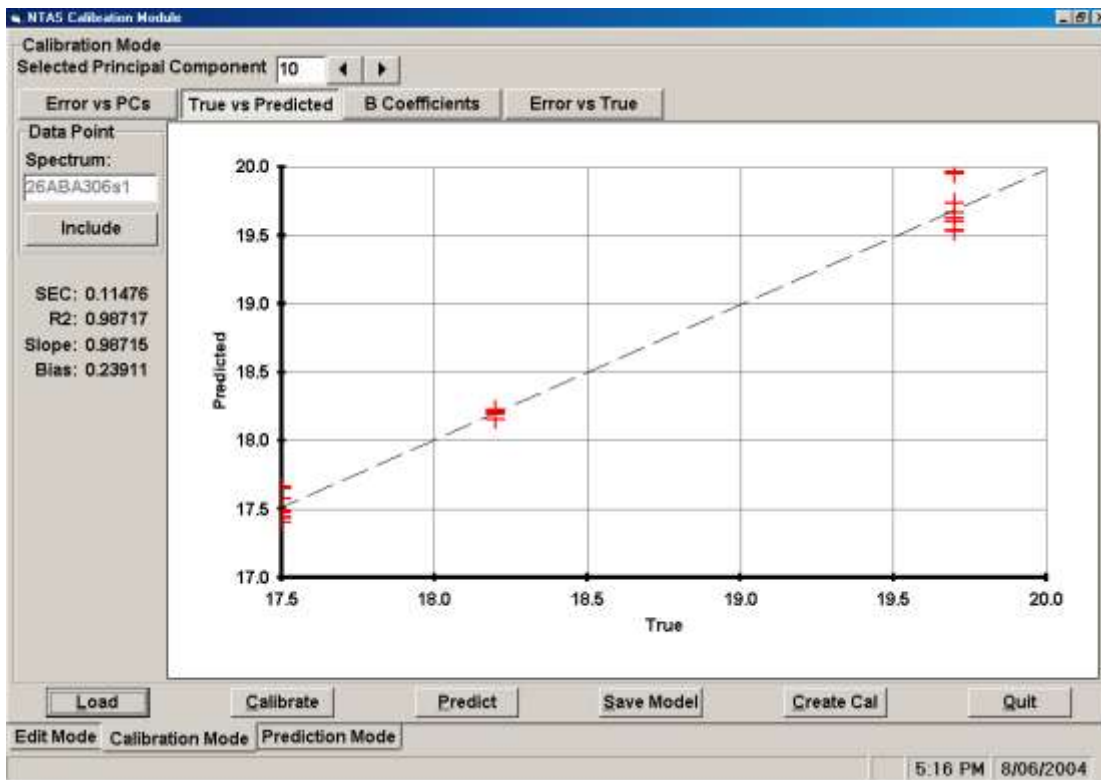 NTAS Calibration Module
Calibration Mode
Selected Principal Component 10
Error vs PCs True vs Predicted B Coefficients Error vs True
Data Point
Spectrum:
26ABA306s1
Include
SEC: 0.11476
R2: 0.98717
Slope: 0.98715
Bias: 0.23911
20.0
19.5
19.0
18.5
18.0
17.5
17.0
Predicted
17.5 18.0 18.5 19.0 19.5 20.0
True
Load Calibrate Predict Save Model Create Cal Quit
Edit Mode Calibration Mode Prediction Mode
5:16 PM 8/06/2004